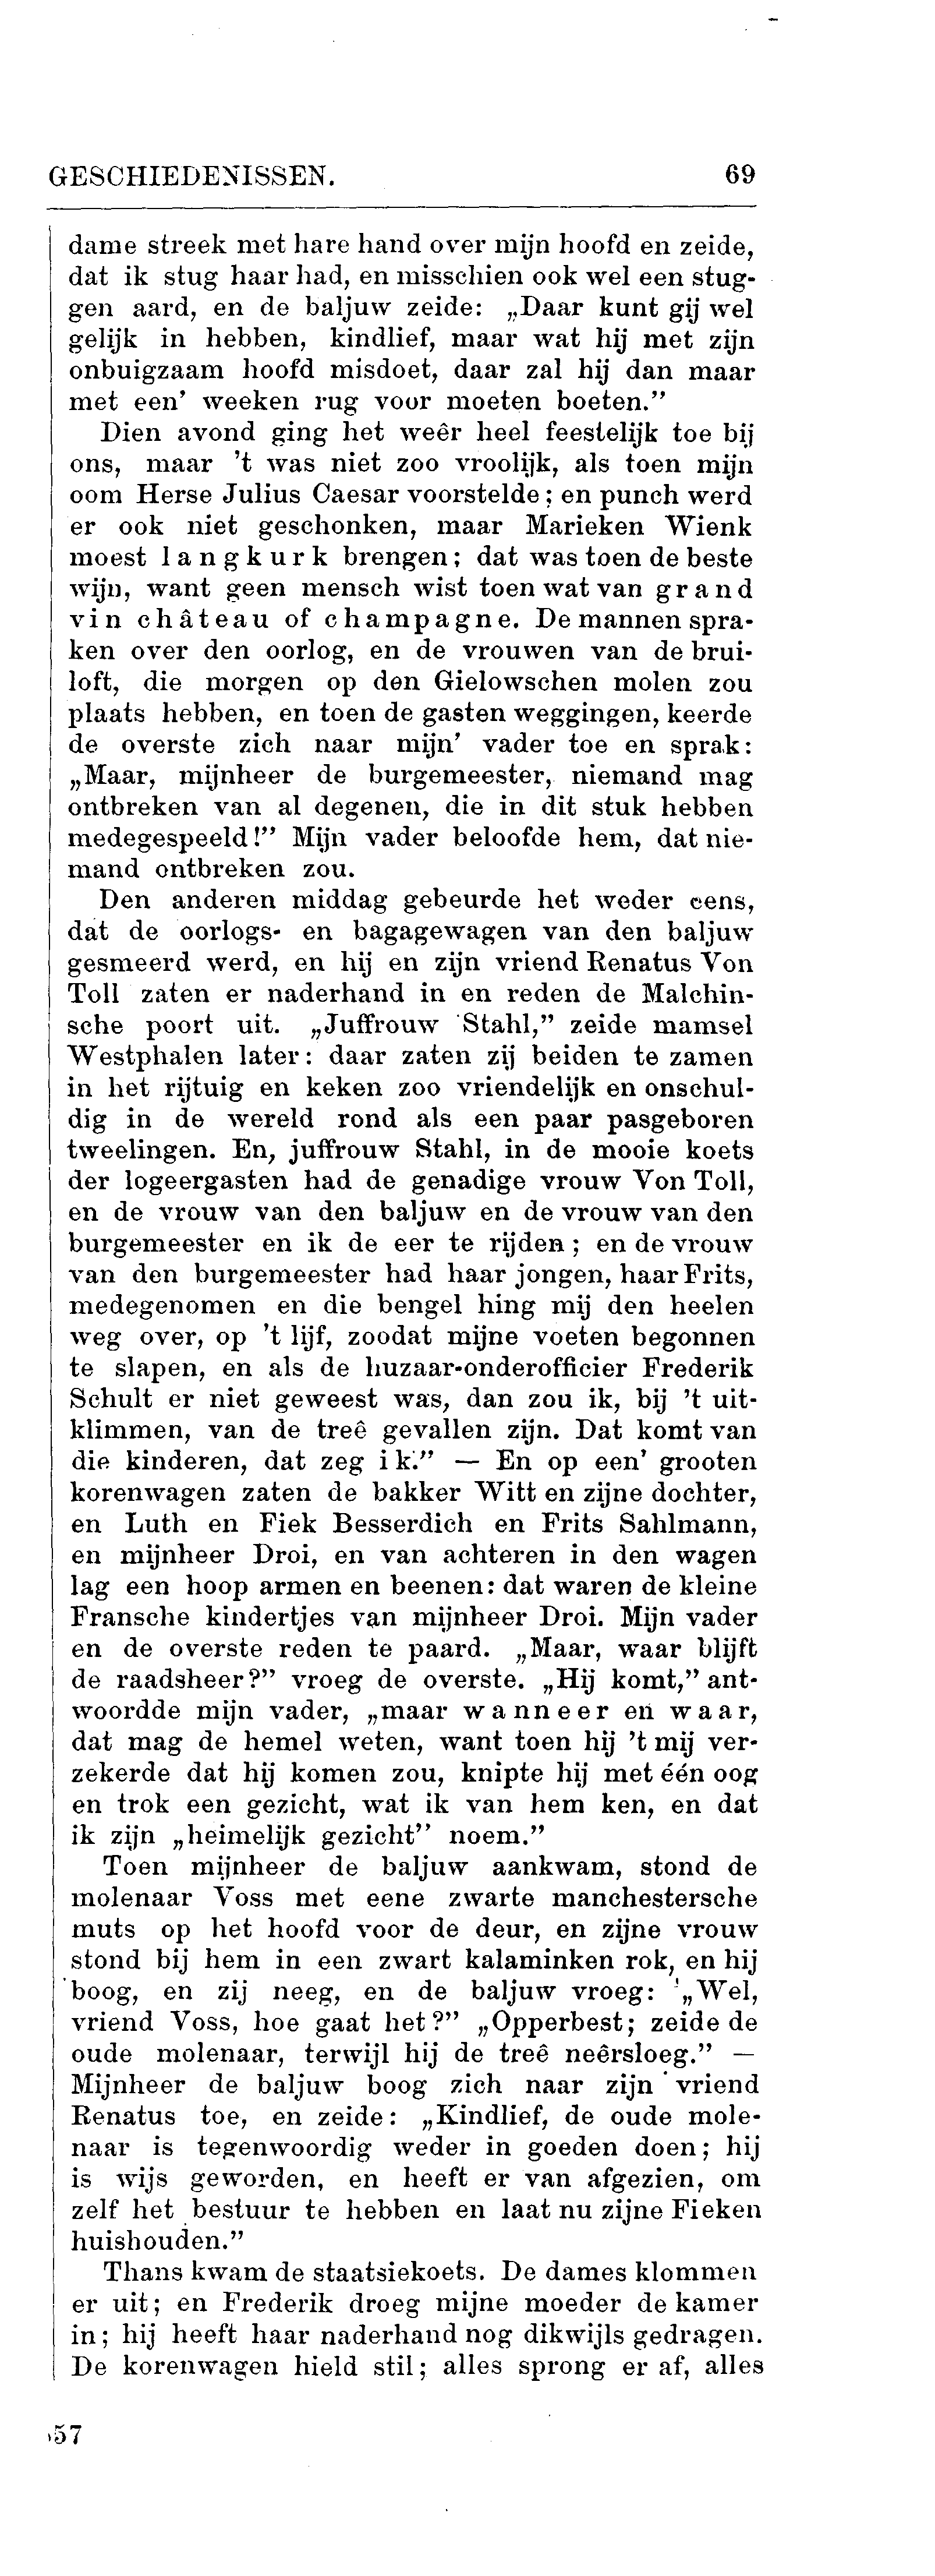 GESCHIEDENISSEN. 69
dame streek met hare hand over mijn hoofd en zeide,
dat ik stug haar had, en misschien ook wel een stug-
gen aard, en de baljuw zeide: „Daar kunt gij wel
gelijk in hebben, kindlief, maar wat hij met zijn
onbuigzaam hoofd misdoet, daar zal hij dan maar
met een' weeken rug voor moeten boeten.”
Dien avond ging het weêr heel feestelijk toe bij
ons, maar 't was niet zoo vroolijk, als toen mijn
oom Herse Julius Caesar voorstelde; en punch werd
er ook niet geschonken, maar Marieken Wienk
moest langkurk brengen; dat was toen de beste
wijn, want geen mensch wist toen wat van grand
vin château of champagne. De mannen spra-
ken over den oorlog, en de vrouwen van de brui-
loft, die morgen op den Gielowschen molen zou
plaats hebben, en toen de gasten weggingen, keerde
de overste zich naar mijn' vader toe en sprak:
„Maar, mijnheer de burgemeester, niemand mag
ontbreken van al degenen, die in dit stuk hebben
medegespeeld!” Mijn vader beloofde hem, dat nie-
mand ontbreken zou.
Den anderen middag gebeurde het weder eens,
dat de oorlogs- en bagagewagen van den baljuw
gesmeerd werd, en hij en zijn vriend Renatus Von
Toll zaten er naderhand in en reden de Malchin-
sche poort uit. „Juffrouw Stahl,” zeide mamsel
Westphalen later: daar zaten zij beiden te zamen
in het rijtuig en keken zoo vriendelijk en onschul-
dig in de wereld rond als een paar pasgeboren
tweelingen. En, juffrouw Stahl, in de mooie koets
der logeergasten had de genadige vrouw Von Toll,
en de vrouw van den baljuw en de vrouw van den
burgemeester en ik de eer te rijden; en de vrouw
van den burgemeester had haar jongen, haar Frits,
medegenomen en die bengel hing mij den heelen
weg over, op 't lijf, zoodat mijne voeten begonnen
te slapen, en als de huzaar-onderofficier Frederik
Schult er niet geweest was, dan zou ik, bij 't uit-
klimmen, van de treê gevallen zijn. Dat komt van
die kinderen, dat zeg ik.” — En op een' grooten
korenwagen zaten de bakker Witt en zijne dochter,
en Luth en Fiek Besserdich en Frits Sahlmann,
en mijnheer Droi, en van achteren in den wagen
lag een hoop armen en beenen: dat waren de kleine
Fransche kindertjes van mijnheer Droi. Mijn vader
en de overste reden te paard. „Maar, waar blijft
de raadsheer?” vroeg de overste. „Hij komt,” ant-
woordde mijn vader, „maar wanneer en waar,
dat mag de hemel weten, want toen hij 't mij ver-
zekerde dat hij komen zou, knipte hij met één oog
en trok een gezicht, wat ik van hem ken, en dat
ik zijn „heimelijk gezicht” noem.”
Toen mijnheer de baljuw aankwam, stond de
molenaar Voss met eene zwarte manchestersche
muts op het hoofd voor de deur, en zijne vrouw
stond bij hem in een zwart kalaminken rok, en hij
boog, en zij neeg, en de baljuw vroeg: „Wel,
vriend Voss, hoe gaat het?” „Opperbest; zeide de
oude molenaar, terwijl hij de treê neêrsloeg.” —
Mijnheer de baljuw boog zich naar zijn vriend
Renatus toe, en zeide: „Kindlief, de oude mole-
naar is tegenwoordig weder in goeden doen; hij
is wijs geworden, en heeft er van afgezien, om
zelf het bestuur te hebben en laat nu zijne Fieken
huishouden.”
Thans kwam de staatsiekoets. De dames klommen
er uit; en Frederik droeg mijne moeder de kamer
in; hij heeft haar naderhand nog dikwijls gedragen.
De korenwagen hield stil; alles sprong er af, alles
57